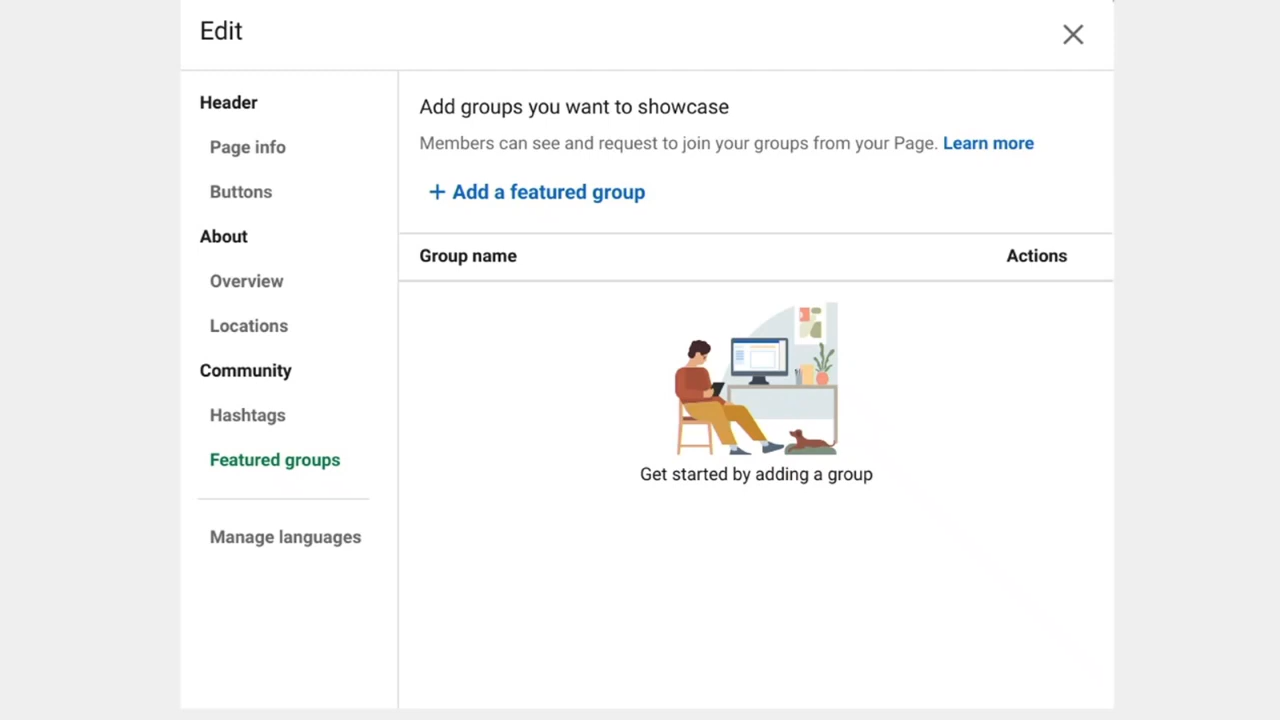 Edit
Header
Page info
Buttons
About
Overview
Locations
Community
Hashtags
Featured groups
Manage languages
Add groups you want to showcase
Members can see and request to join your groups from your Page. Learn more
+ Add a featured group
Group name Actions
Get started by adding a group